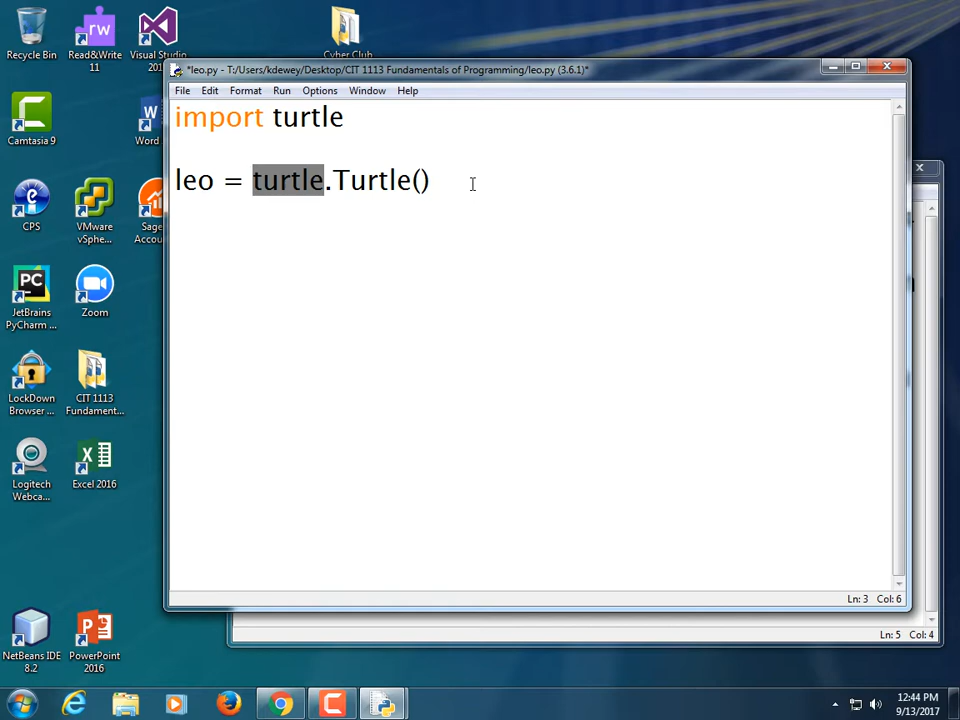 Recycle Bin
Read&Write
11
Visual Studio
201
Cyber Club
*leo.py - T:/Users/kdewey/Desktop/CIT 1113 Fundamentals of Programming/leo.py (3.6.1)*
File Edit Format Run Options Window Help
import turtle
leo = turtle.Turtle()
Ln: 3 Col: 6
Ln: 5 Col: 4
Camtasia 9
Word
CPS
VMware
vSphe...
Sage
Accou
JetBrains
PyCharm ...
Zoom
LockDown
Browser ...
CIT 1113
Fundament...
Logitech
Webca...
Excel 2016
NetBeans IDE
8.2
PowerPoint
2016
12:44 PM
9/13/2017